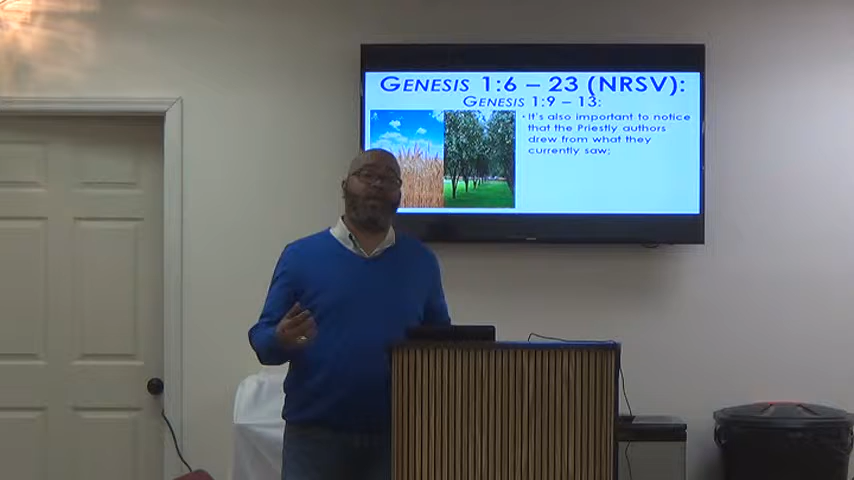 GENESIS 1:6 – 23 (NRSV):
GENESIS 1:9 – 13:
• It's also important to notice
that the Priestly authors
drew from what they
currently saw;